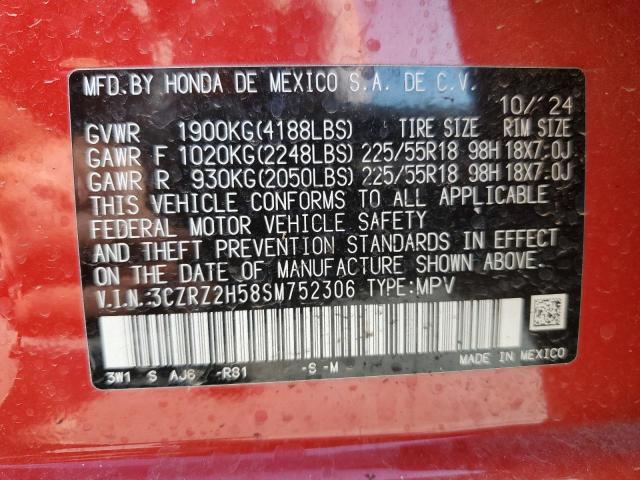 MFD.BY HONDA DE MEXICO S.A. DE C.V.
10/ 24
GVWR 1900KG(4188LBS) TIRE SIZE RIM SIZE
GAWR F 1020KG(2248LBS) 225/55R18 98H 18X7.0J
GAWR R 930KG(2050LBS) 225/55R18 98H 18X7.0J
THIS VEHICLE CONFORMS TO ALL APPLICABLE
FEDERAL MOTOR VEHICLE SAFETY
AND THEFT PREVENTION STANDARDS IN EFFECT
ON THE DATE OF MANUFACTURE SHOWN ABOVE.
V.I.N.:3CZRZ2H58SM752306 TYPE:MPV
3W1 S AJ6 -R81 -S -M
MADE IN MEXICO